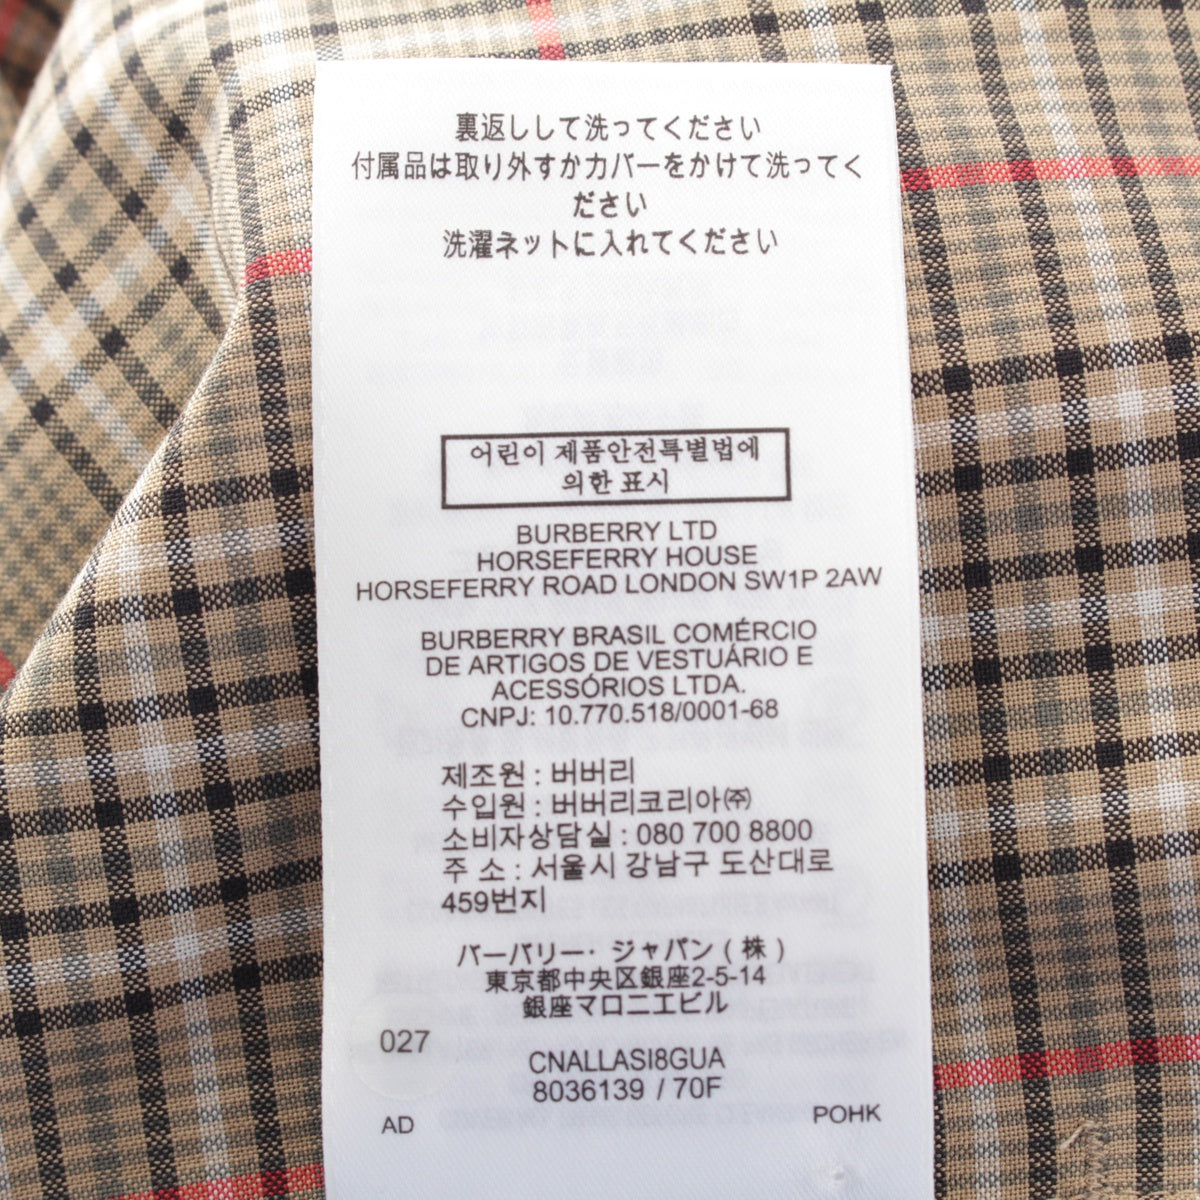 裏返しして洗ってください
付属品は取り外すかカバーをかけて洗ってく
ださい
洗濯ネットに入れてください
어린이 제품안전특별법에
의한 표시
BURBERRY LTD
HORSEFERRY HOUSE
HORSEFERRY ROAD LONDON SW1P 2AW
BURBERRY BRASIL COMÉRCIO
DE ARTIGOS DE VESTUÁRIO E
ACESSÓRIOS LTDA.
CNPJ: 10.770.518/0001-68
제조원 : 버버리
수입원 : 버버리코리아㈜
소비자상담실 : 080 700 8800
주 소 : 서울시 강남구 도산대로
459번지
バーバリー・ジャパン ( 株 )
東京都中央区銀座2-5-14
銀座マロニエビル
027
CNALLASI8GUA
8036139 / 70F
AD
POHK